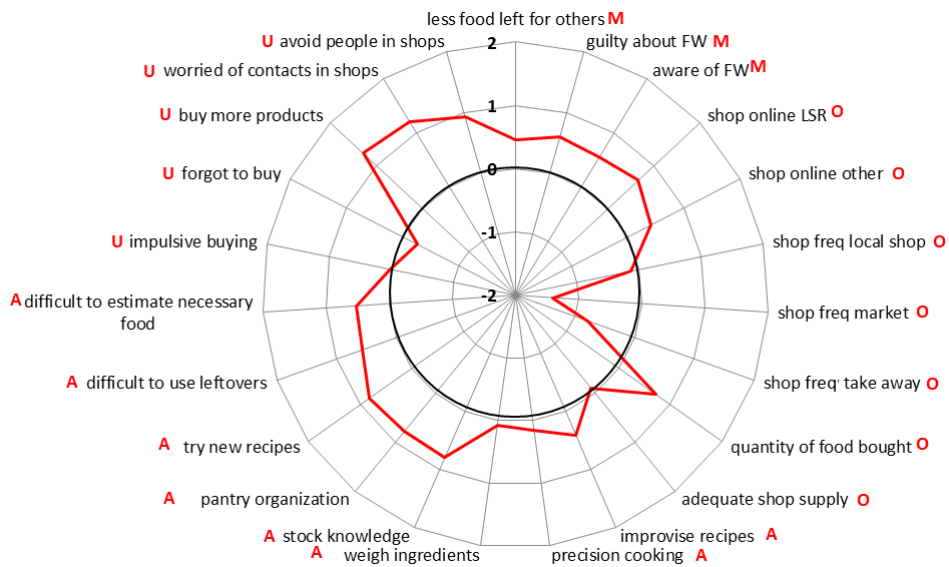 less food left for others M
U avoid people in shops
guilty about FW M
2
U worried of contacts in shops
aware of FW M
U buy more products
1
shop online LSR O
U forgot to buy
0
shop online other O
U impulsive buying
-1
shop freq local shop O
A difficult to estimate necessary
food
-2
shop freq market O
A difficult to use leftovers
shop freq' take away O
A try new recipes
quantity of food bought O
A pantry organization
adequate shop supply O
A stock knowledge
improvise recipes A
A weigh ingredients
precision cooking A